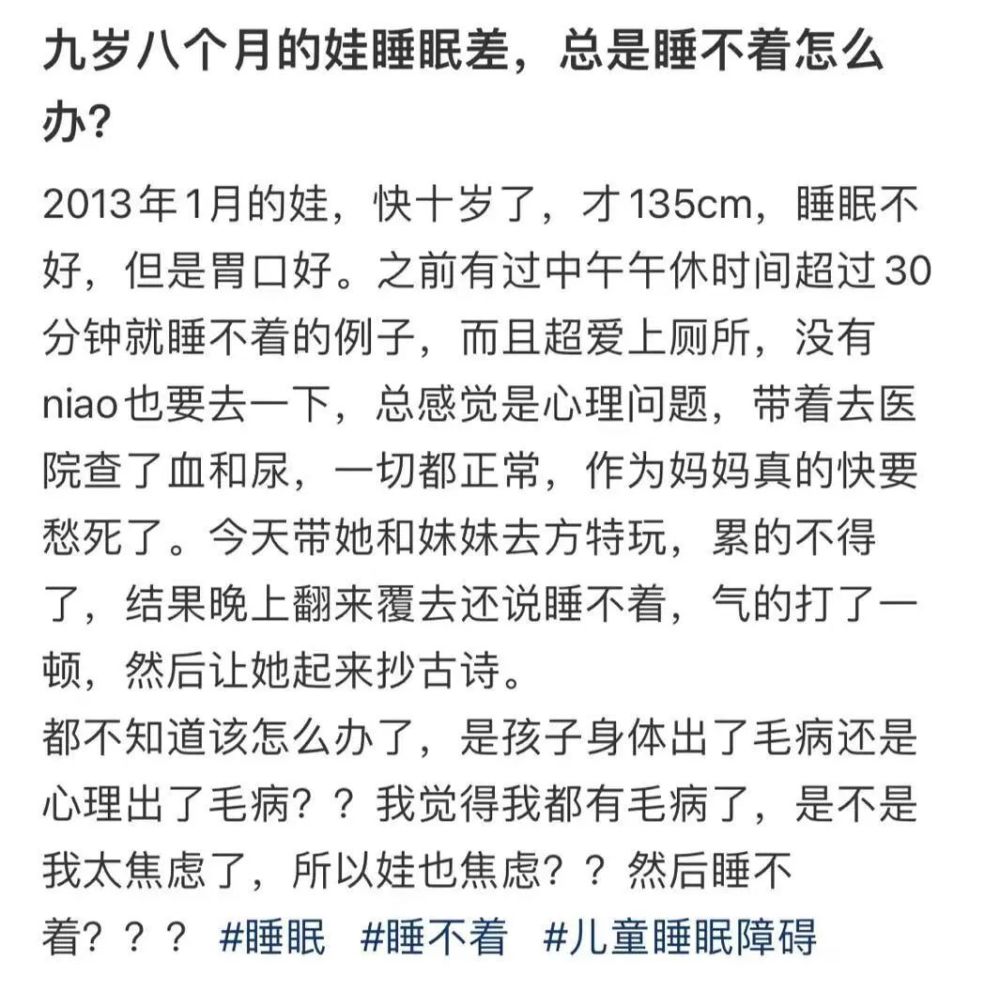 九岁八个月的娃睡眠差，总是睡不着怎么
办?
2013年1月的娃，快十岁了，才135cm，睡眠不
好，但是胃口好。之前有过中午午休时间超过30
分钟就睡不着的例子，而且超爱上厕所，没有
niao也要去一下，总感觉是心理问题，带着去医
院查了血和尿，一切都正常，作为妈妈真的快要
愁死了。今天带她和妹妹去方特玩，累的不得
了，结果晚上翻来覆去还说睡不着，气的打了一
顿，然后让她起来抄古诗。
都不知道该怎么办了，是孩子身体出了毛病还是
心理出了毛病？？我觉得我都有毛病了，是不是
我太焦虑了，所以娃也焦虑？？然后睡不
着？？？ #睡眠 #睡不着 #儿童睡眠障碍